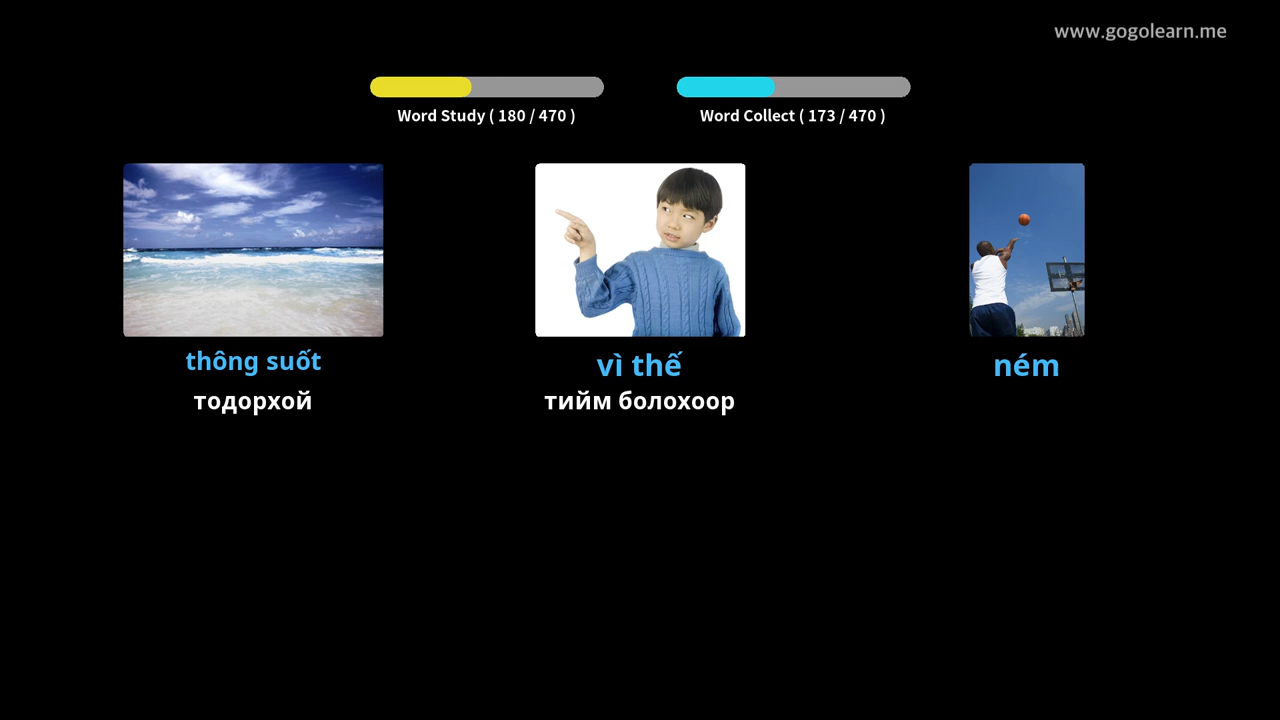 www.gogolearn.me
Word Study ( 180 / 470 )
Word Collect ( 173 / 470 )
thông suốt
vì thế
ném
тодорхой
тийм болохоор